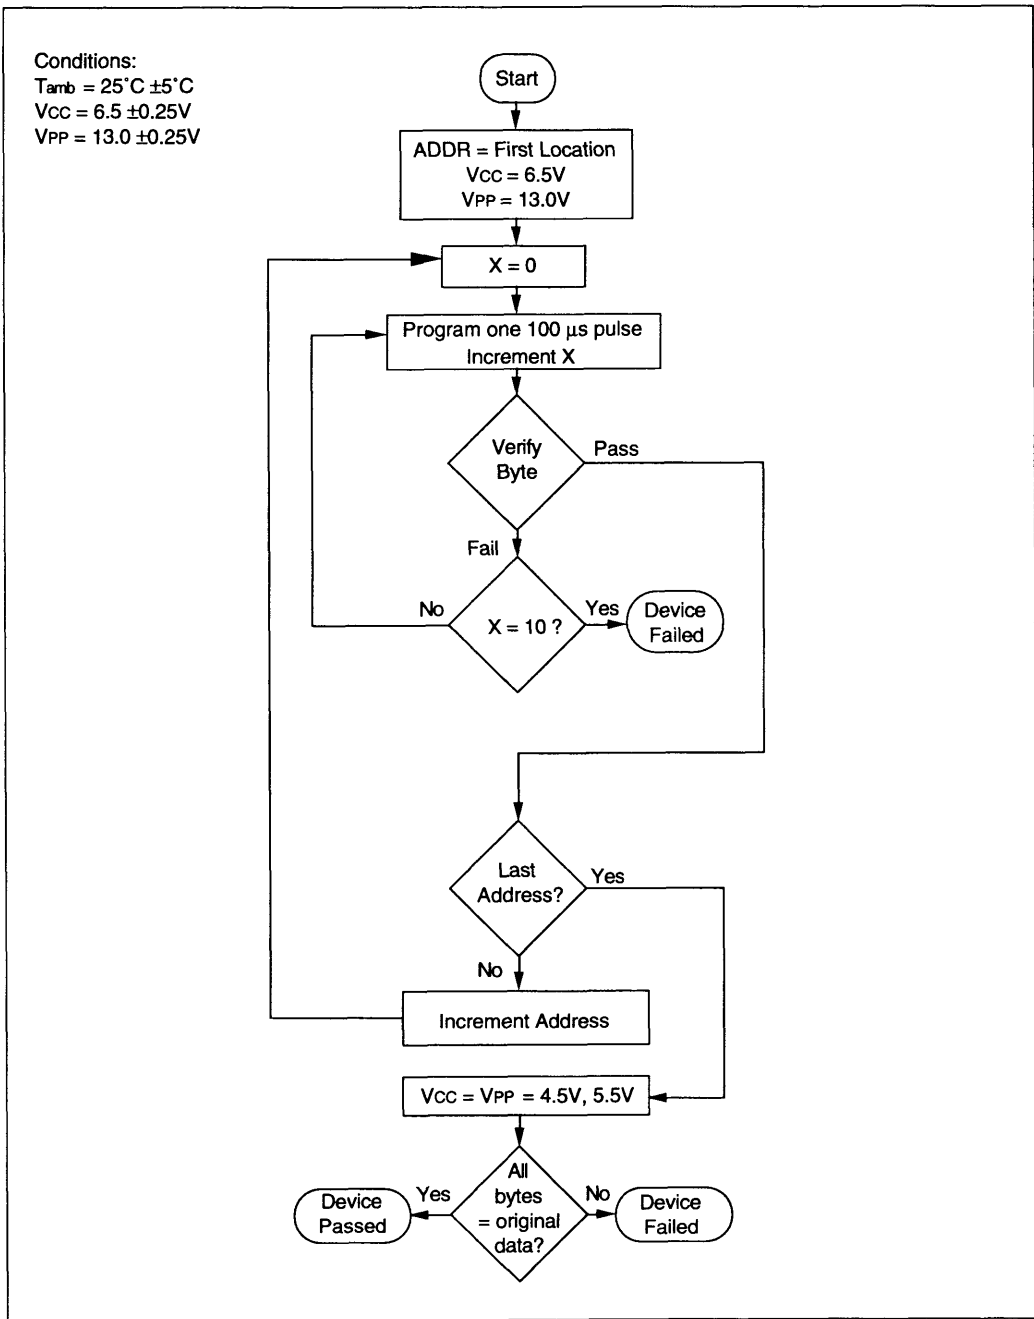 Conditions:
Tamb = 25˚C ±5˚C
VCC = 6.5 ±0.25V
VPP = 13.0 ±0.25V
Start
ADDR = First Location
VCC = 6.5V
VPP = 13.0V
X = 0
Program one 100 μs pulse
Increment X
Verify
Byte
Pass
Fail
X = 10 ?
No
Yes
Device
Failed
Last
Address?
Yes
No
Increment Address
VCC = VPP = 4.5V, 5.5V
All
bytes
= original
data?
Yes
Device
Passed
No
Device
Failed